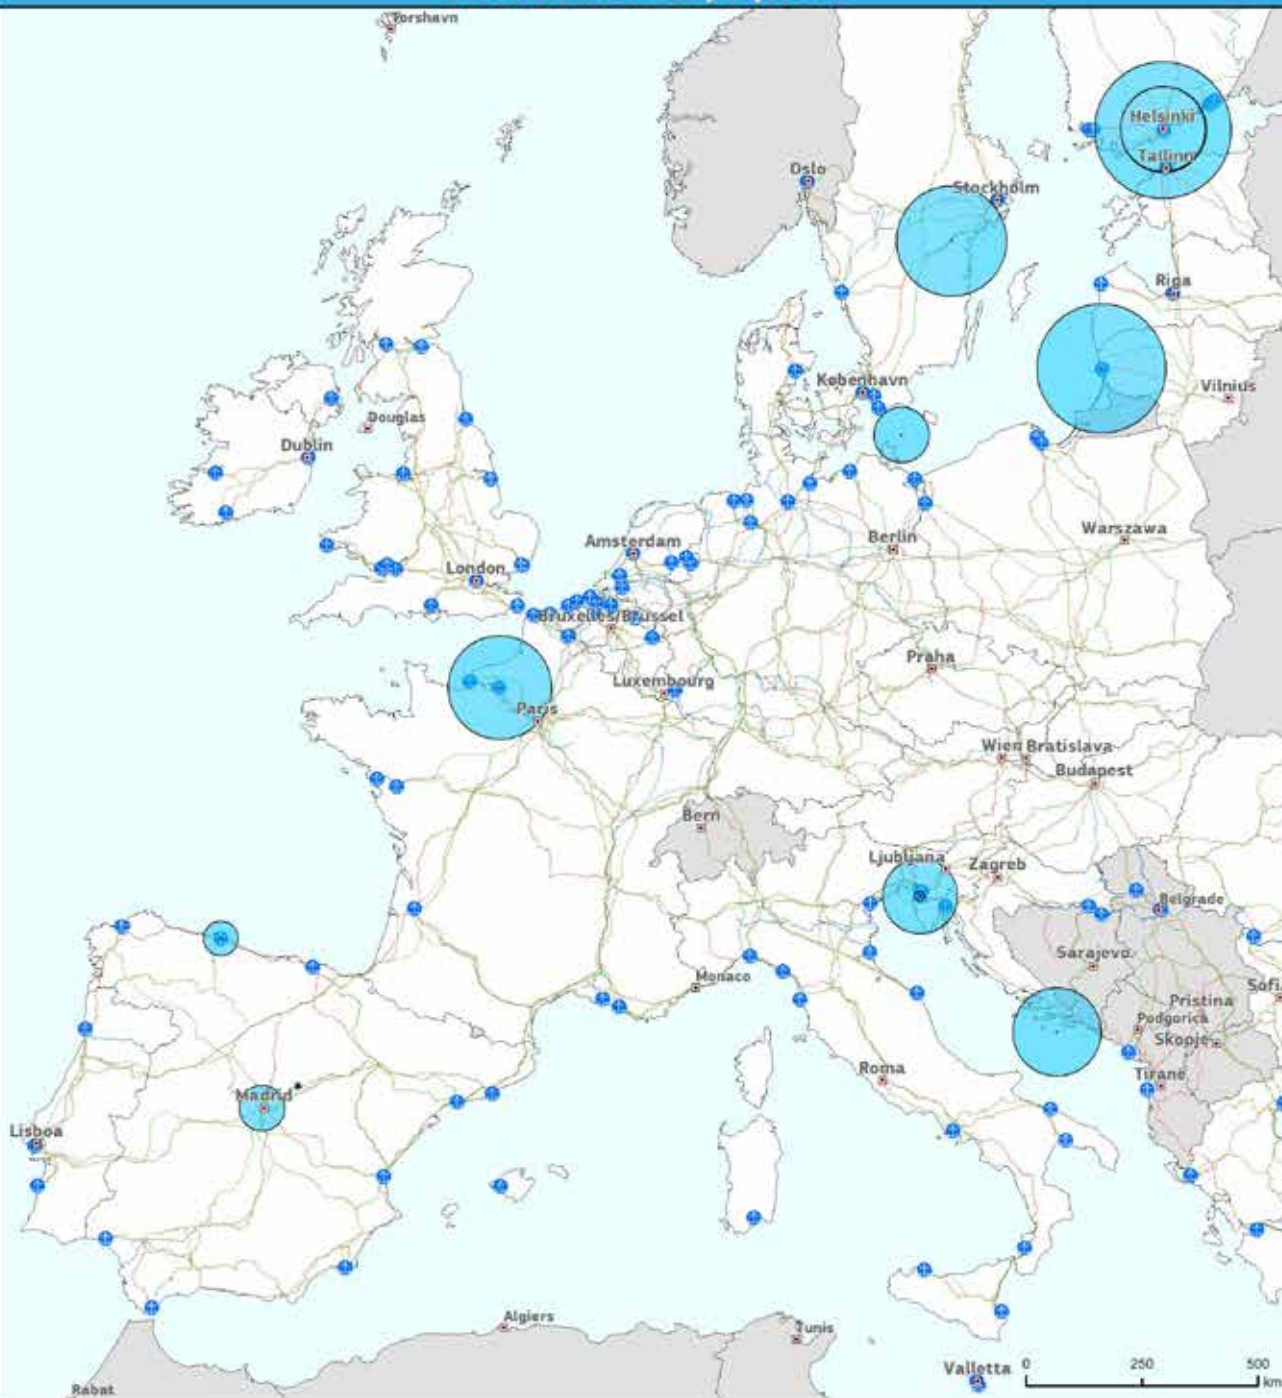 Torshavn
Helsinki
Tallinn
Oslo
Stockholm
Riga
København
Vilnius
Douglas
Dublin
Amsterdam
Berlin
Warszawa
London
Bruxelles/Brussel
Praha
Luxembourg
Paris
Wien Bratislava
Budapest
Bern
Ljubljana
Zagreb
Belgrade
Sarajevo
Monaco
Sofi
Pristina
Podgorica
Skopje
Roma
Tirane
Madrid
Lisboa
Algiers
Tunis
Valletta
0 250 500
km
Rabat